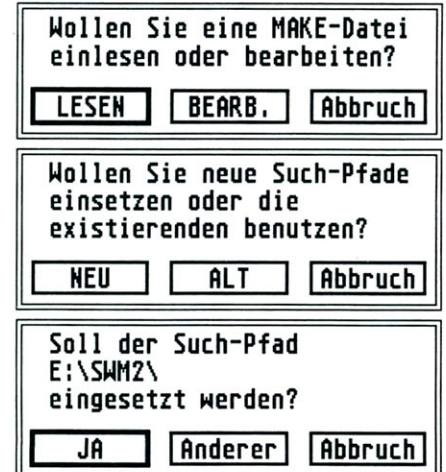 Wollen Sie eine MAKE-Datei
einlesen oder bearbeiten?
LESEN BEARB. Abbruch
Wollen Sie neue Such-Pfade
einsetzen oder die
existierenden benutzen?
NEU ALT Abbruch
Soll der Such-Pfad
E:\SWM2\
eingesetzt werden?
JA Anderer Abbruch